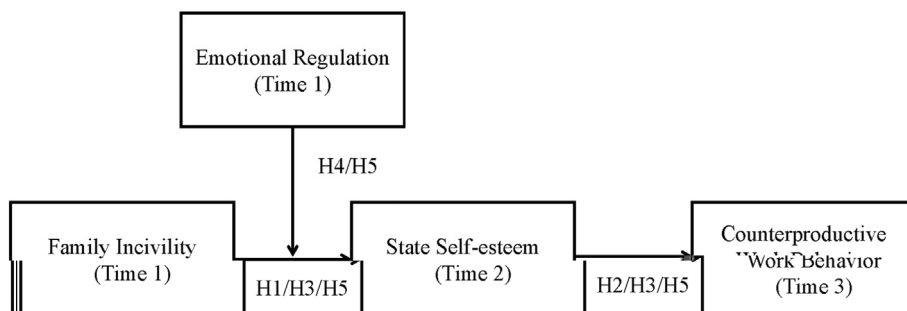 Emotional Regulation
(Time 1)
H4/H5
Family Incivility
(Time 1)
H1/H3/H5
State Self-esteem
(Time 2)
H2/H3/H5
Counterproductive
Work Behavior
(Time 3)